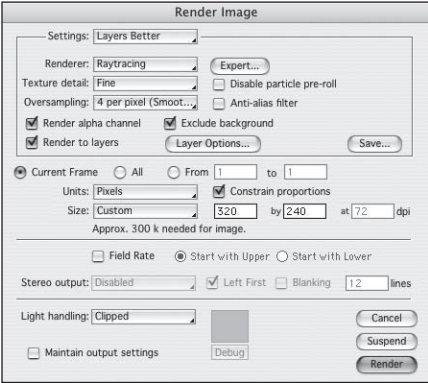 Render Image
Settings: Layers Better
Renderer: Raytracing Expert...
Texture detail: Fine Disable particle pre-roll
Oversampling: 4 per pixel (Smoot... Anti-alias filter
Render alpha channel Exclude background
Render to layers Layer Options... Save...
Current Frame All From 1 to 1
Units: Pixels Constrain proportions
Size: Custom 320 by 240 at 72 dpi
Approx. 300 k needed for image.
Field Rate Start with Upper Start with Lower
Stereo output: Disabled Left First Blanking 12 lines
Light handling: Clipped Cancel
Suspend
Maintain output settings Debug Render